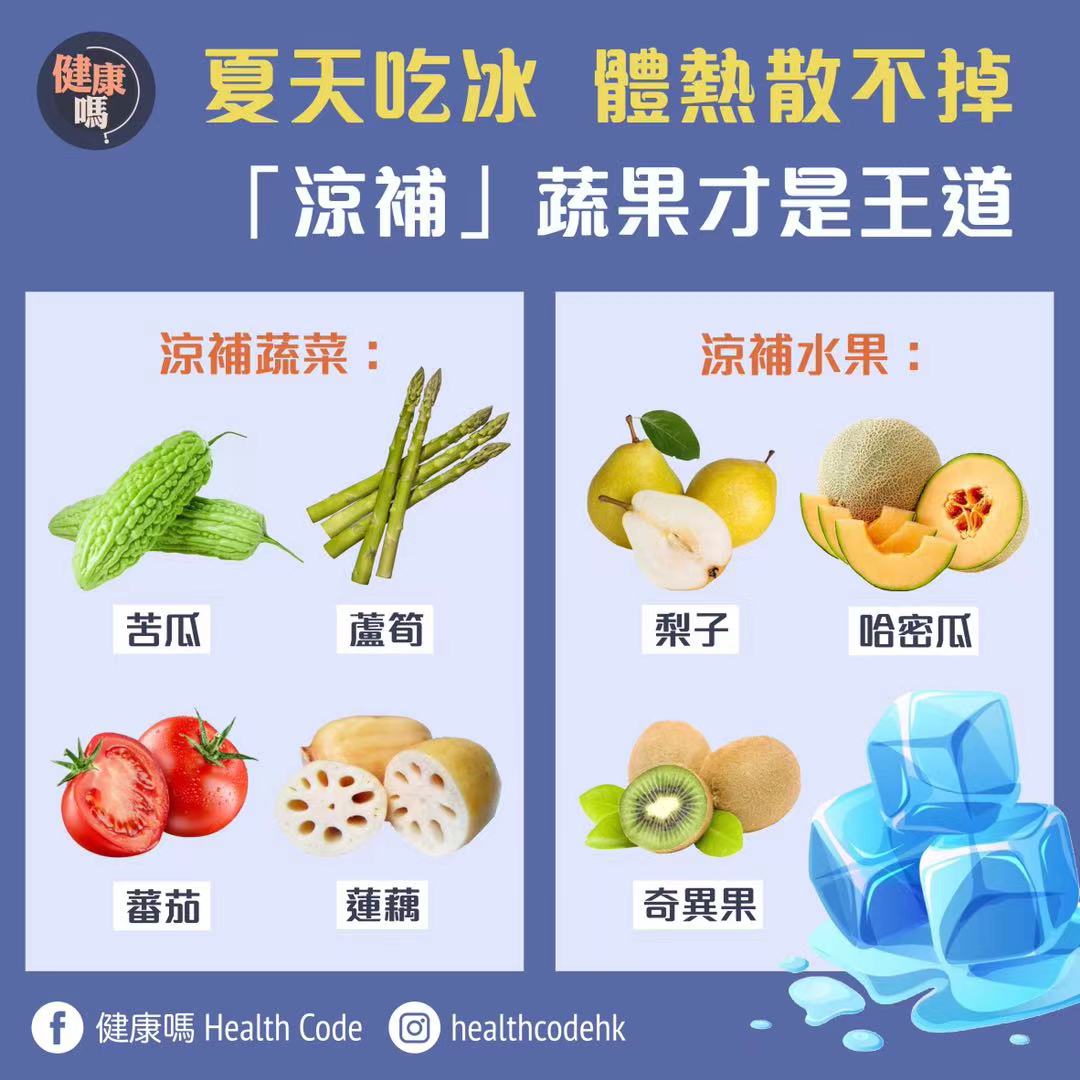 健康
嗎
夏天吃冰 體熱散不掉
「涼補」蔬果才是王道
涼補蔬菜：
苦瓜
蘆筍
蕃茄
蓮藕
涼補水果：
梨子
哈密瓜
奇異果
健康嗎 Health Code
healthcodehk